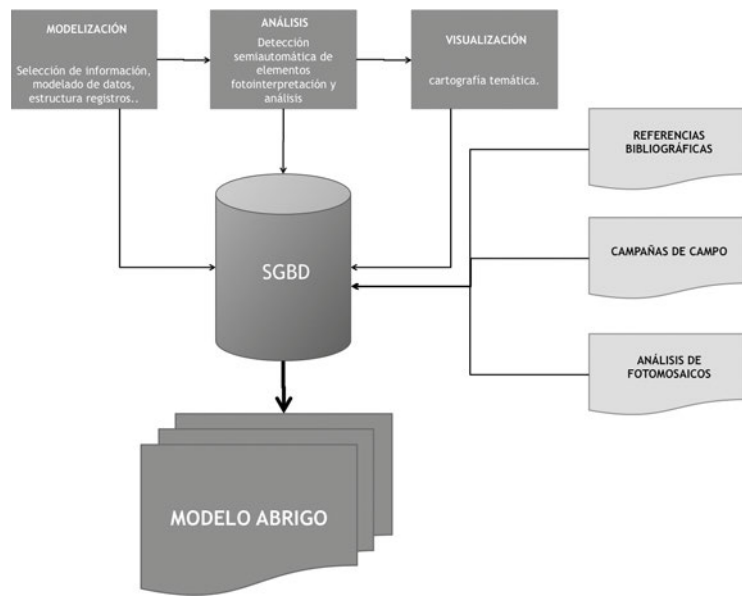 MODELIZACIÓN
Selección de información,
modelado de datos,
estructura registros..
ANÁLISIS
Detección
semiautomática de
elementos
fotointerpretación y
análisis
VISUALIZACIÓN
cartografía temática.
REFERENCIAS
BIBLIOGRÁFICAS
CAMPAÑAS DE CAMPO
ANÁLISIS DE
FOTOMOSAICOS
SGBD
MODELO ABRIGO